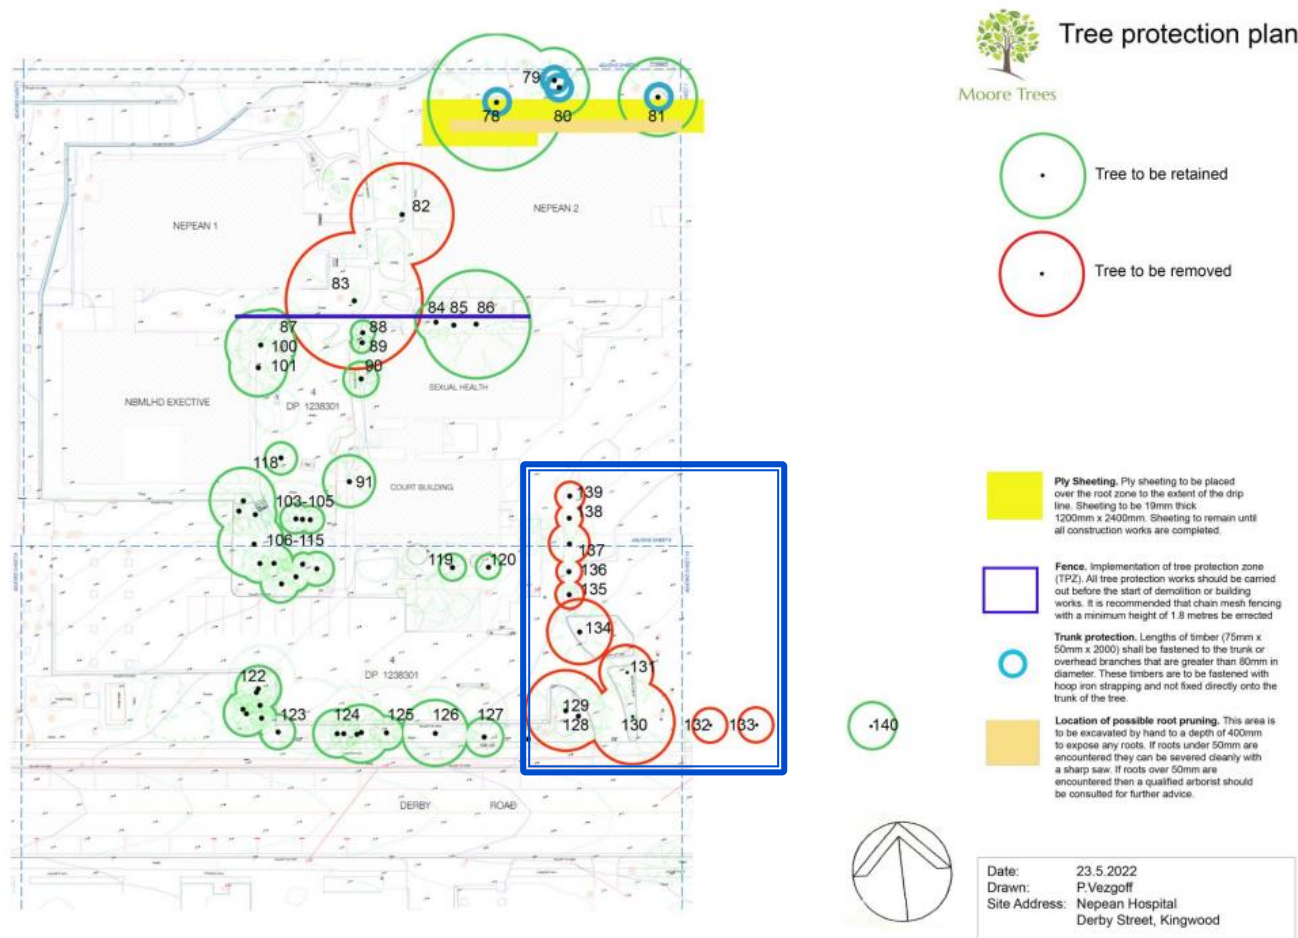 Tree protection plan
Moore Trees
Tree to be retained
Tree to be removed
79
78
80
81
82
NEPEAN 1
NEPEAN 2
83
84 85 86
87
88
100
89
101
90
SEXUAL HEALTH
4
NBMLHD EXECTIVE
DP 1238301
118
91
COURT BUILDING
103-105
106-115
119
120
139
138
137
136
135
134
4
DP 1238301
131
122
129
123
124
125
126
127
128
130
132
133
140
DERBY ROAD
Ply Sheeting. Ply sheeting to be placed
over the root zone to the extent of the drip
line. Sheeting to be 19mm thick
1200mm x 2400mm. Sheeting to remain until
all construction works are completed.
Fence. Implementation of tree protection zone
(TPZ). All tree protection works should be carried
out before the start of demolition or building
works. It is recommended that chain mesh fencing
with a minimum height of 1.8 metres be errected
Trunk protection. Lengths of timber (75mm x
50mm x 2000) shall be fastened to the trunk or
overhead branches that are greater than 80mm in
diameter. These timbers are to be fastened with
hoop iron strapping and not fixed directly onto the
trunk of the tree.
Location of possible root pruning. This area is
to be excavated by hand to a depth of 400mm
to expose any roots. If roots under 50mm are
encountered they can be severed cleanly with
a sharp saw. If roots over 50mm are
encountered then a qualified arborist should
be consulted for further advice.
Date: 23.5.2022
Drawn: P.Vezgoff
Site Address: Nepean Hospital
Derby Street, Kingwood